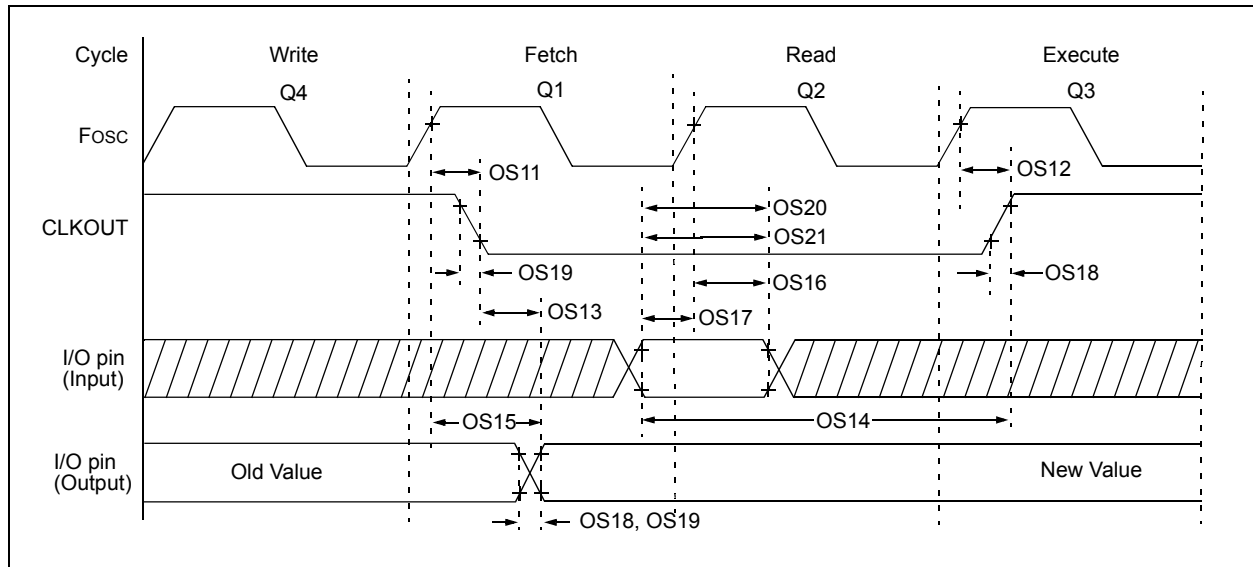 Cycle Write Fetch Read Execute
Q4 Q1 Q2 Q3
FOSC
OS11 OS12
CLKOUT
OS20
OS21
OS19 OS16 OS18
OS13 OS17
I/O pin
(Input)
OS15 OS14
I/O pin
(Output)
Old Value New Value
OS18, OS19